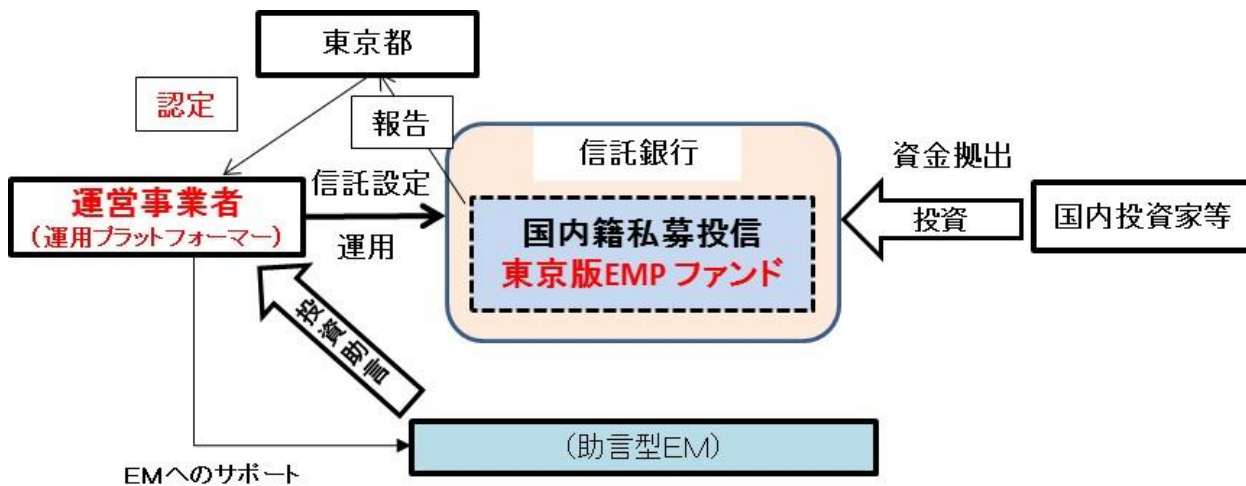 東京都
認定
報告
信託銀行
資金拠出
運営事業者
(運用プラットフォーマー)
信託設定
運用
国内籍私募投信
東京版EMP ファンド
投資
国内投資家等
投資助言
(助言型EM)
EMへのサポート